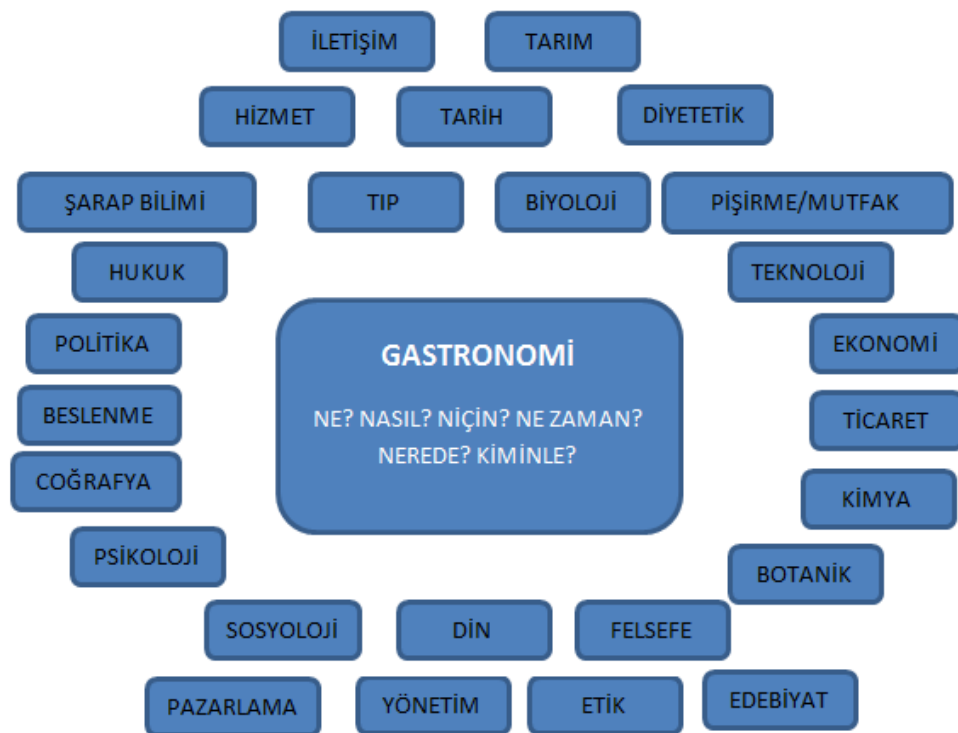 İLETİŞİM
TARIM
HİZMET
TARİH
DİYETETİK
ŞARAP BİLİMİ
TIP
BİYOLOJİ
PİŞİRME/MUTFAK
HUKUK
TEKNOLOJİ
POLİTİKA
EKONOMİ
GASTRONOMİ
NE? NASIL? NİÇİN? NE ZAMAN?
NEREDE? KİMİNLE?
BESLENME
TİCARET
COĞRAFYA
KİMYA
PSİKOLOJİ
BOTANİK
SOSYOLOJİ
DİN
FELSEFE
PAZARLAMA
YÖNETİM
ETİK
EDEBİYAT